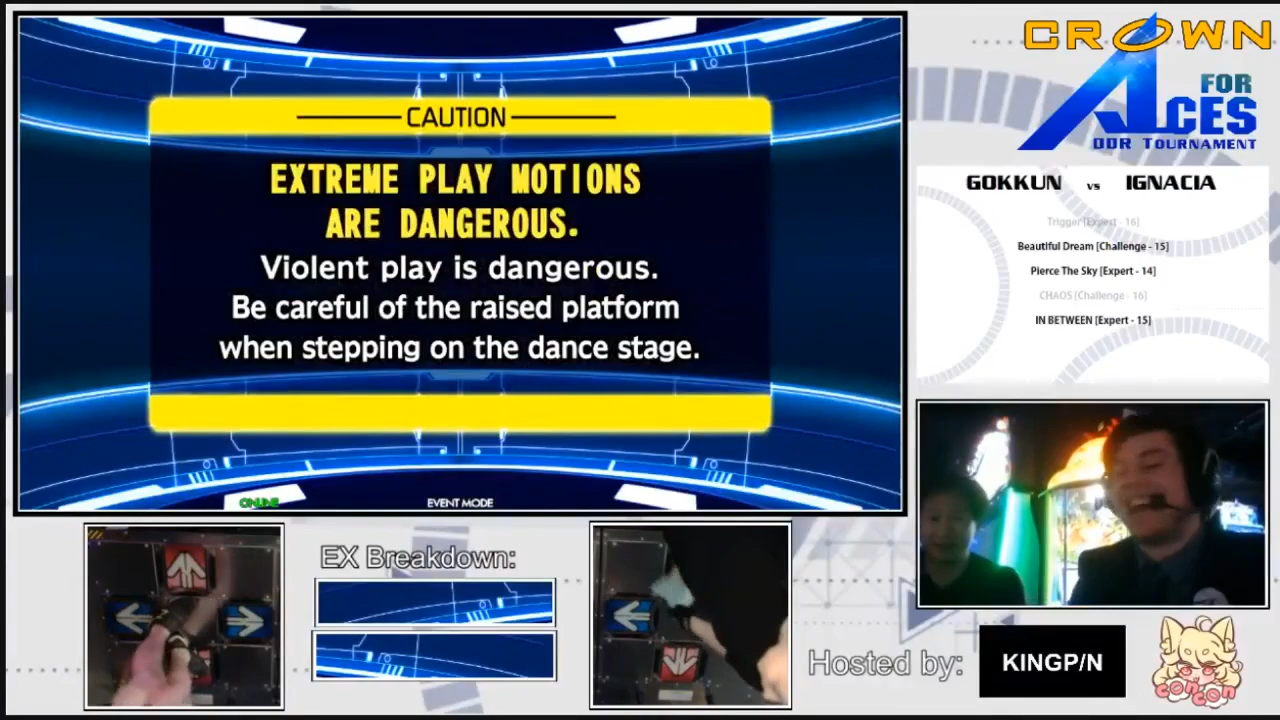 CAUTION
EXTREME PLAY MOTIONS
ARE DANGEROUS.
Violent play is dangerous.
Be careful of the raised platform
when stepping on the dance stage.
ONLINE
EVENT MODE
CROWN
FOR
ACES
DDR TOURNAMENT
GOKKUN vs IGNACIA
Trigger [Expert - 16]
Beautiful Dream [Challenge - 15]
Pierce The Sky [Expert - 14]
CHAOS [Challenge - 16]
IN BETWEEN [Expert - 15]
EX Breakdown:
Hosted by:
KINGP/N
concon